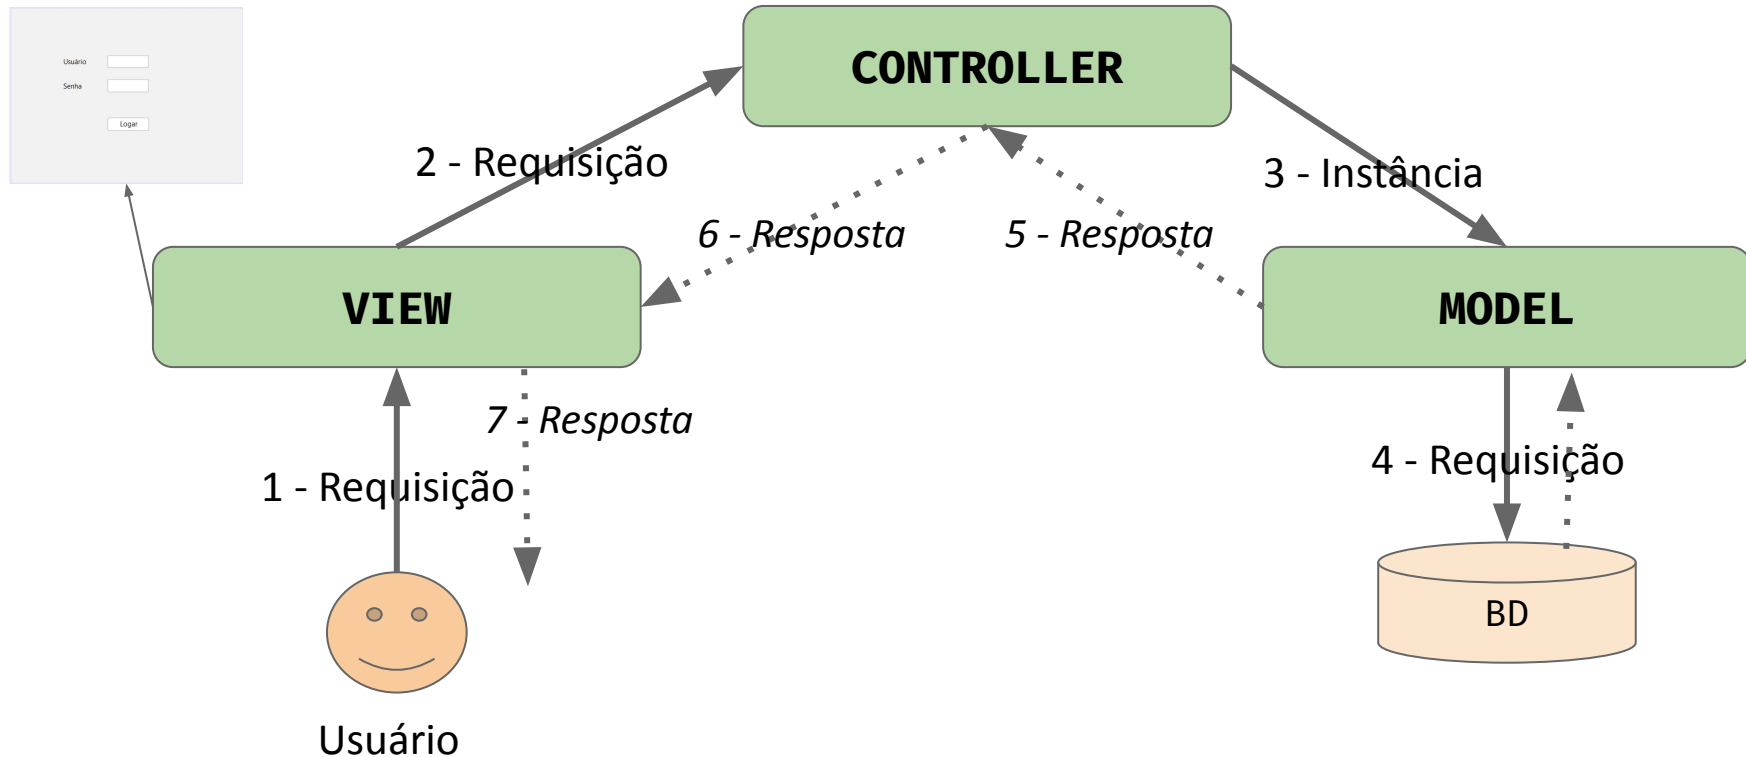 Usuário
Senha
Logar
CONTROLLER
2 - Requisição
3 - Instância
6 - Resposta
5 - Resposta
VIEW
MODEL
7 - Resposta
1 - Requisição
4 - Requisição
BD
Usuário